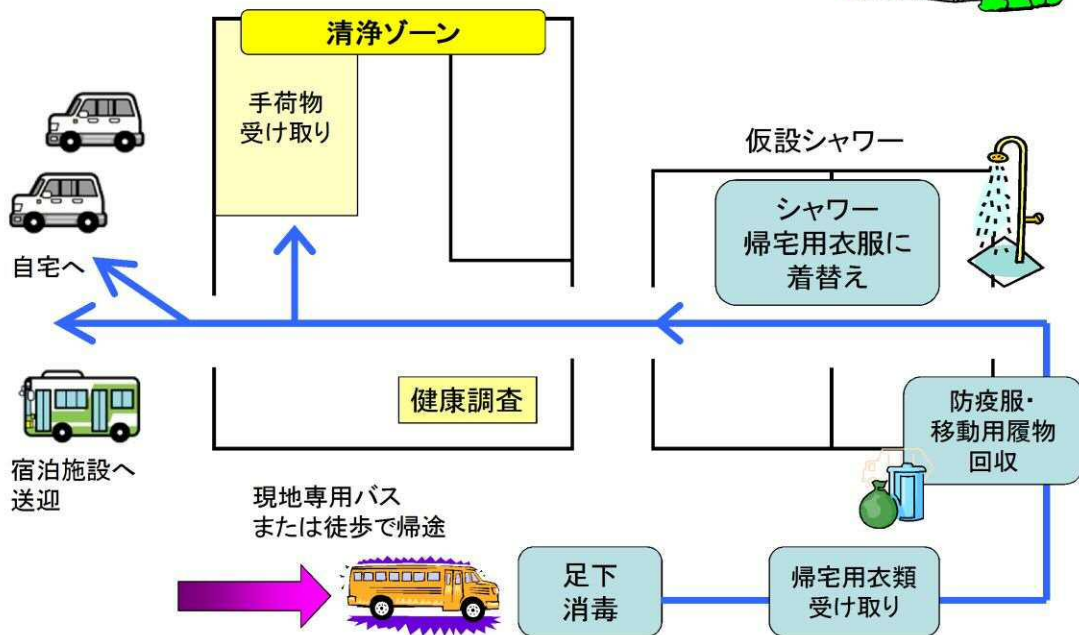 清浄ゾーン
手荷物
受け取り
仮設シャワー
シャワー
帰宅用衣服に
着替え
自宅へ
健康調査
防疫服・
移動用履物
回収
宿泊施設へ
送迎
現地専用バス
または徒歩で帰途
足下
消毒
帰宅用衣類
受け取り